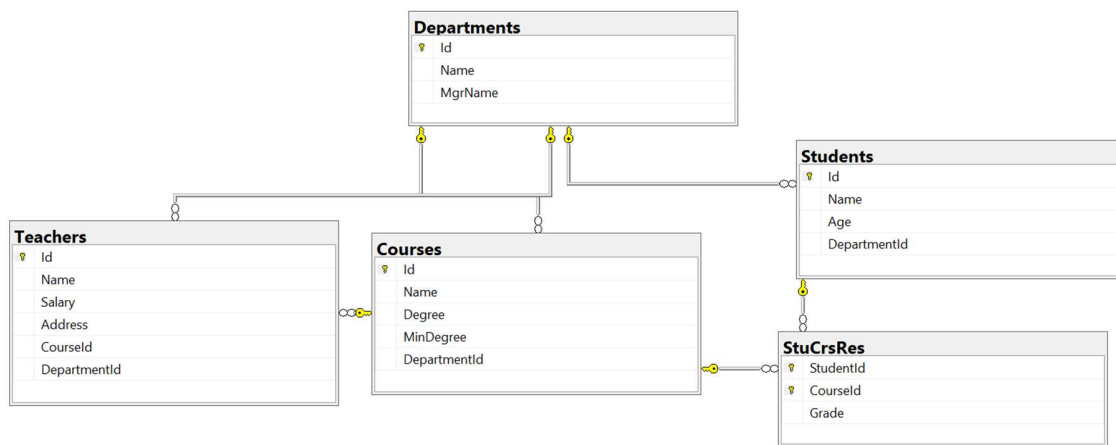 Departments
Id
Name
MgrName
Students
Id
Name
Age
DepartmentId
Teachers
Id
Name
Salary
Address
CourseId
DepartmentId
Courses
Id
Name
Degree
MinDegree
DepartmentId
StuCrsRes
StudentId
CourseId
Grade